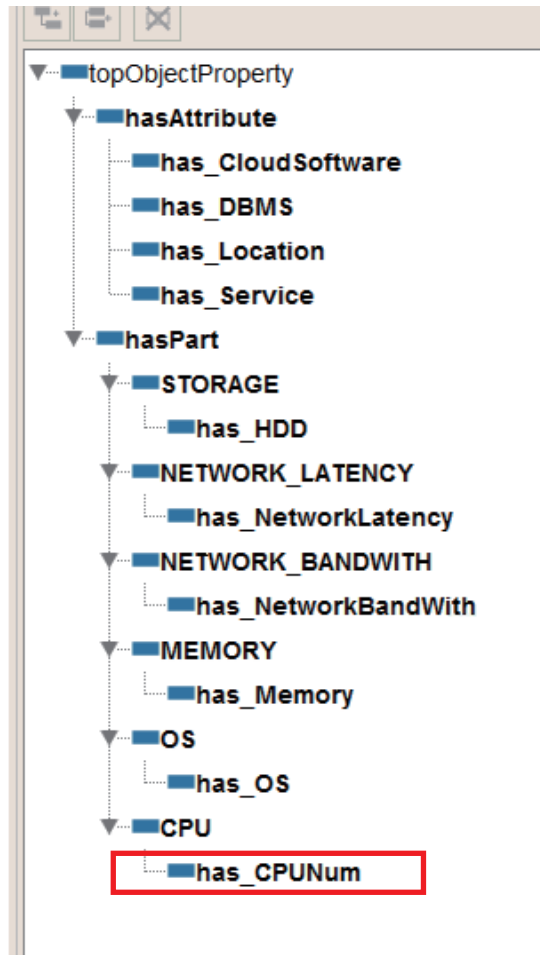 topObjectProperty
hasAttribute
has_CloudSoftware
has_DBMS
has_Location
has_Service
hasPart
STORAGE
has_HDD
NETWORK_LATENCY
has_NetworkLatency
NETWORK_BANDWITH
has_NetworkBandWith
MEMORY
has_Memory
OS
has_OS
CPU
has_CPUNum